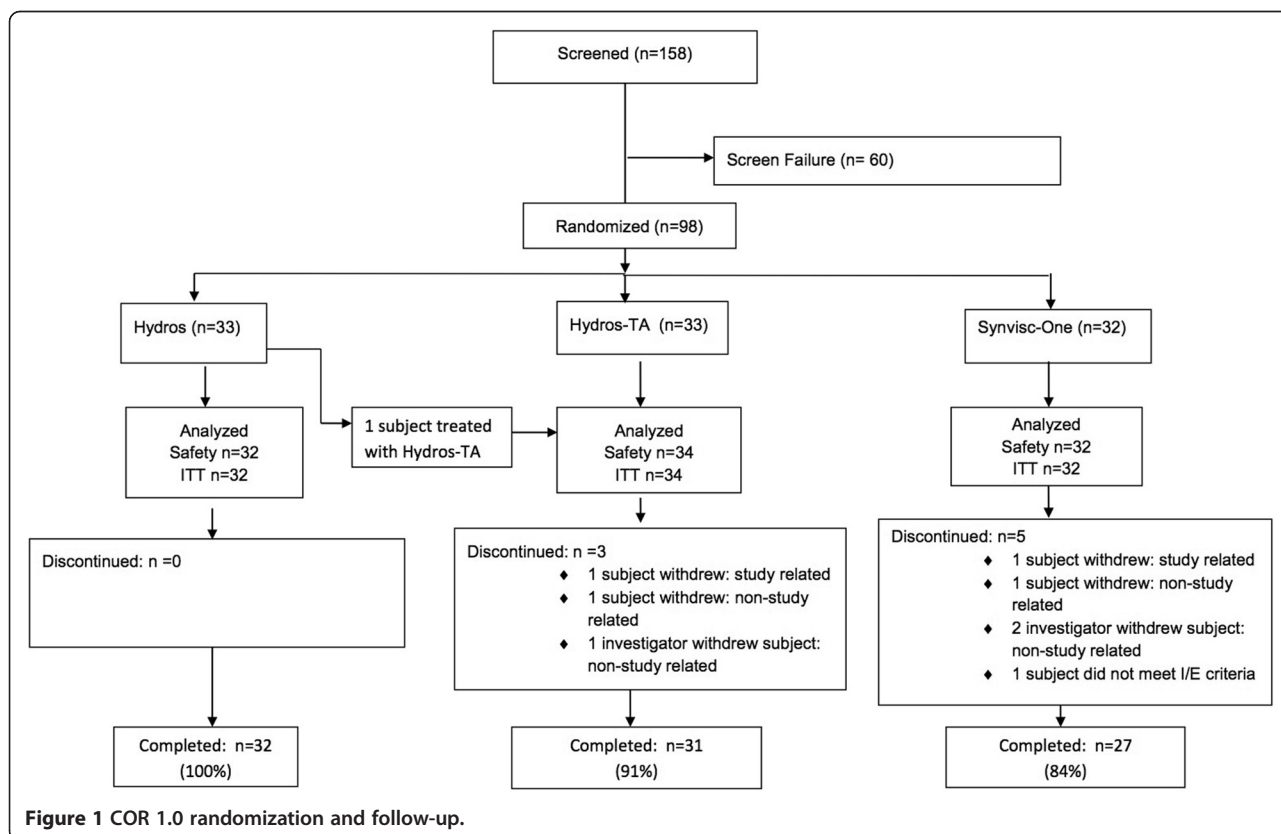 Screened (n=158)
Screen Failure (n= 60)
Randomized (n=98)
Hydros (n=33)
Hydros-TA (n=33)
Synvisc-One (n=32)
Analyzed
Safety n=32
ITT n=32
1 subject treated
with Hydros-TA
Analyzed
Safety n=34
ITT n=34
Analyzed
Safety n=32
ITT n=32
Discontinued: n =0
Discontinued: n =3
♦ 1 subject withdrew: study related
♦ 1 subject withdrew: non-study
related
♦ 1 investigator withdrew subject:
non-study related
Discontinued: n=5
♦ 1 subject withdrew: study related
♦ 1 subject withdrew: non-study
related
♦ 2 investigator withdrew subject:
non-study related
♦ 1 subject did not meet I/E criteria
Completed: n=32
(100%)
Completed: n=31
(91%)
Completed: n=27
(84%)
Figure 1 COR 1.0 randomization and follow-up.